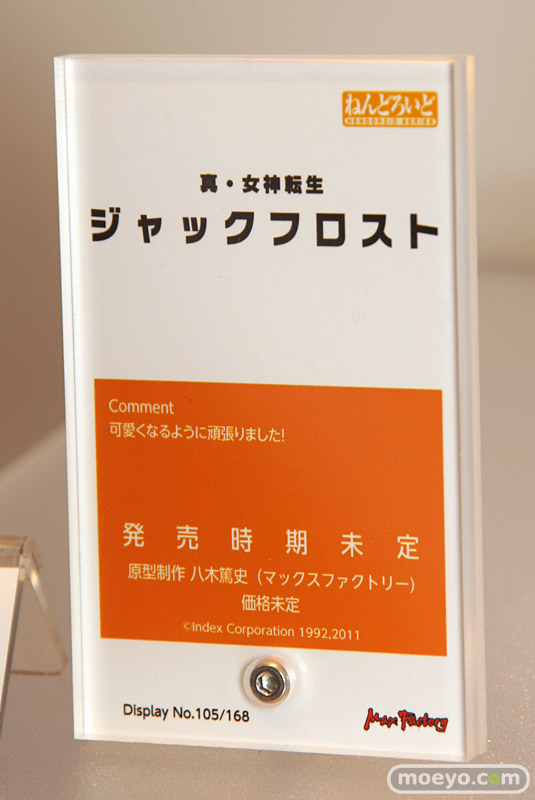 ねんどろいど
NENDOROID SERIES
真・女神転生
ジャックフロスト
Comment
可愛くなるように頑張りました!
発売時期未定
原型制作 八木篤史（マックスファクトリー）
価格未定
©Index Corporation 1992,2011
Display No.105/168
Max Factory
moeyo.com